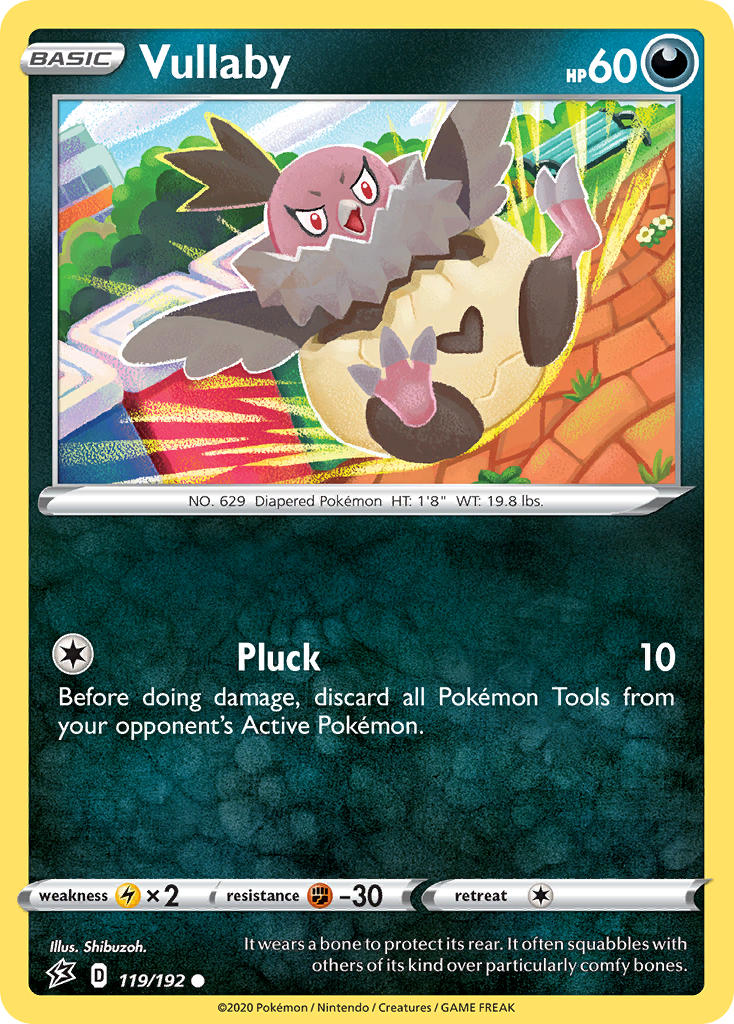 BASIC Vullaby HP60
NO. 629 Diapered Pokémon HT: 1'8" WT: 19.8 lbs.
Pluck 10
Before doing damage, discard all Pokémon Tools from
your opponent's Active Pokémon.
weakness ×2 resistance -30 retreat
Illus. Shibuzoh.
It wears a bone to protect its rear. It often squabbles with
others of its kind over particularly comfy bones.
D 119/192
©2020 Pokémon / Nintendo / Creatures / GAME FREAK